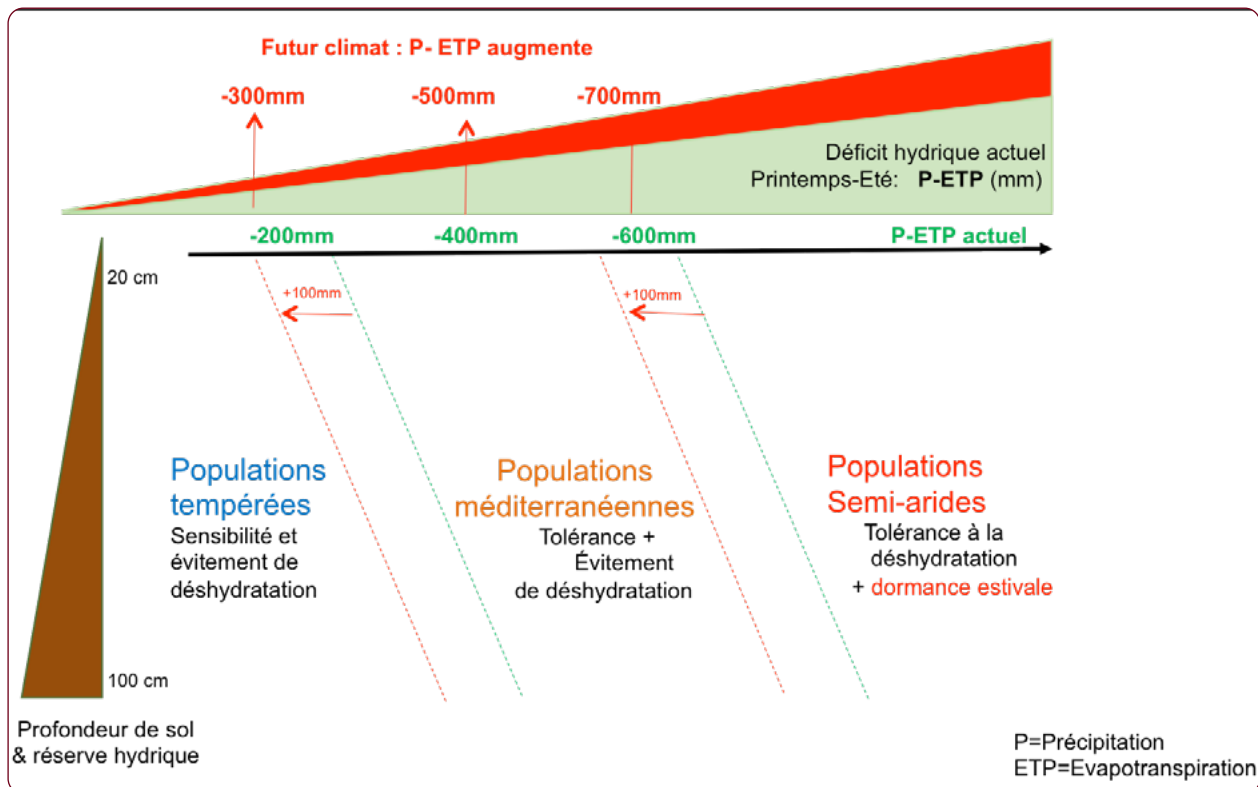 Futur climat : P- ETP augmente
-300mm
-500mm
-700mm
Déficit hydrique actuel
Printemps-Eté: P-ETP (mm)
-200mm
-400mm
-600mm
P-ETP actuel
20 cm
+100mm
+100mm
Populations
tempérées
Sensibilité et
évitement de
déshydratation
Populations
méditerranéennes
Tolérance +
Évitement
de déshydratation
Populations
Semi-arides
Tolérance à la
déshydratation
+ dormance estivale
100 cm
Profondeur de sol
& réserve hydrique
P=Précipitation
ETP=Evapotranspiration